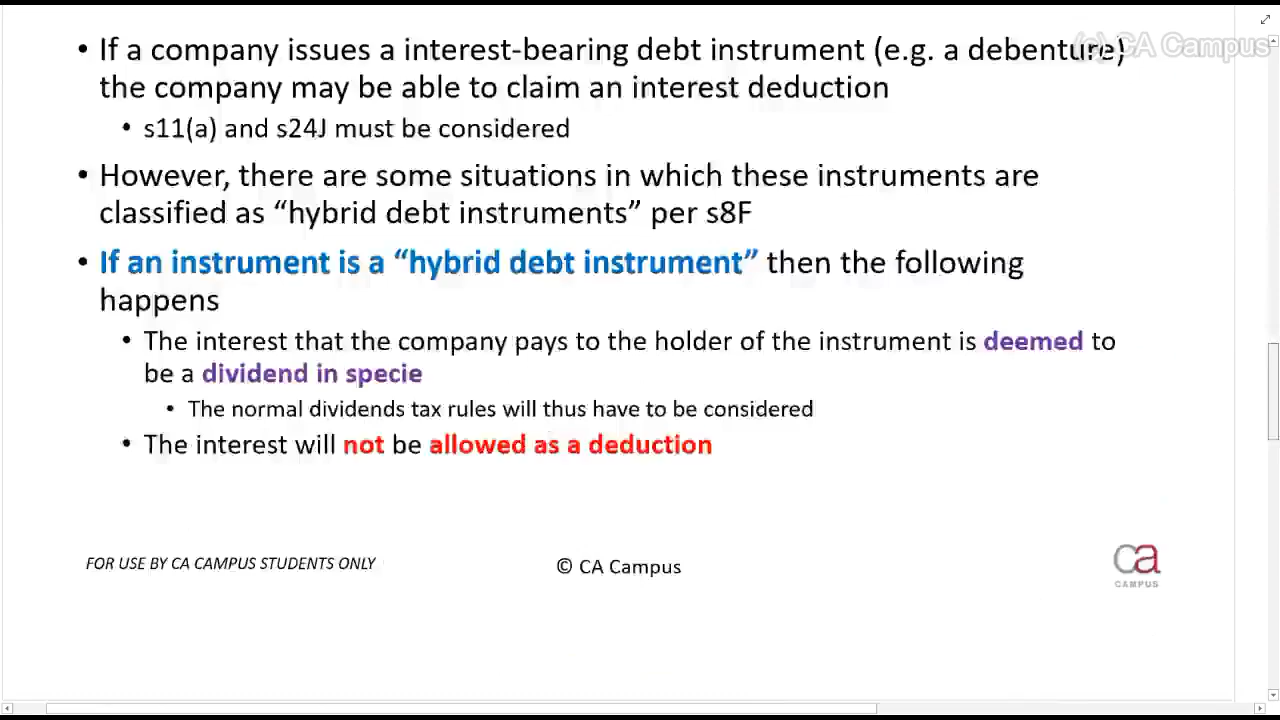 (c) CA Campus
• If a company issues a interest-bearing debt instrument (e.g. a debenture)
the company may be able to claim an interest deduction
• s11(a) and s24J must be considered
• However, there are some situations in which these instruments are
classified as “hybrid debt instruments” per s8F
• If an instrument is a “hybrid debt instrument” then the following
happens
• The interest that the company pays to the holder of the instrument is deemed to
be a dividend in specie
• The normal dividends tax rules will thus have to be considered
• The interest will not be allowed as a deduction
FOR USE BY CA CAMPUS STUDENTS ONLY
© CA Campus
ca
CAMPUS